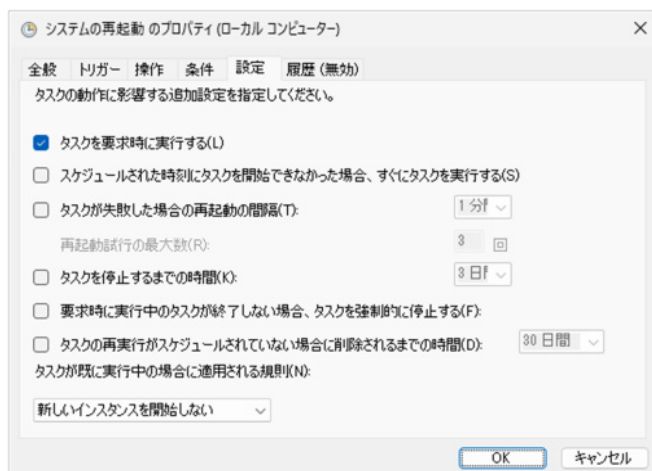 システムの再起動 のプロパティ (ローカル コンピューター)
全般 トリガー 操作 条件 設定 履歴 (無効)
タスクの動作に影響する追加設定を指定してください。
タスクを要求時に実行する(L)
スケジュールされた時刻にタスクを開始できなかった場合、すぐにタスクを実行する(S)
タスクが失敗した場合の再起動の間隔(T): 1 分
再起動試行の最大数(R): 3 回
タスクを停止するまでの時間(K): 3 日
要求時に実行中のタスクが終了しない場合、タスクを強制的に停止する(F):
タスクの再実行がスケジュールされていない場合に削除されるまでの時間(D): 30 日間
タスクが既に実行中の場合に適用される規則(N):
新しいインスタンスを開始しない
OK キャンセル